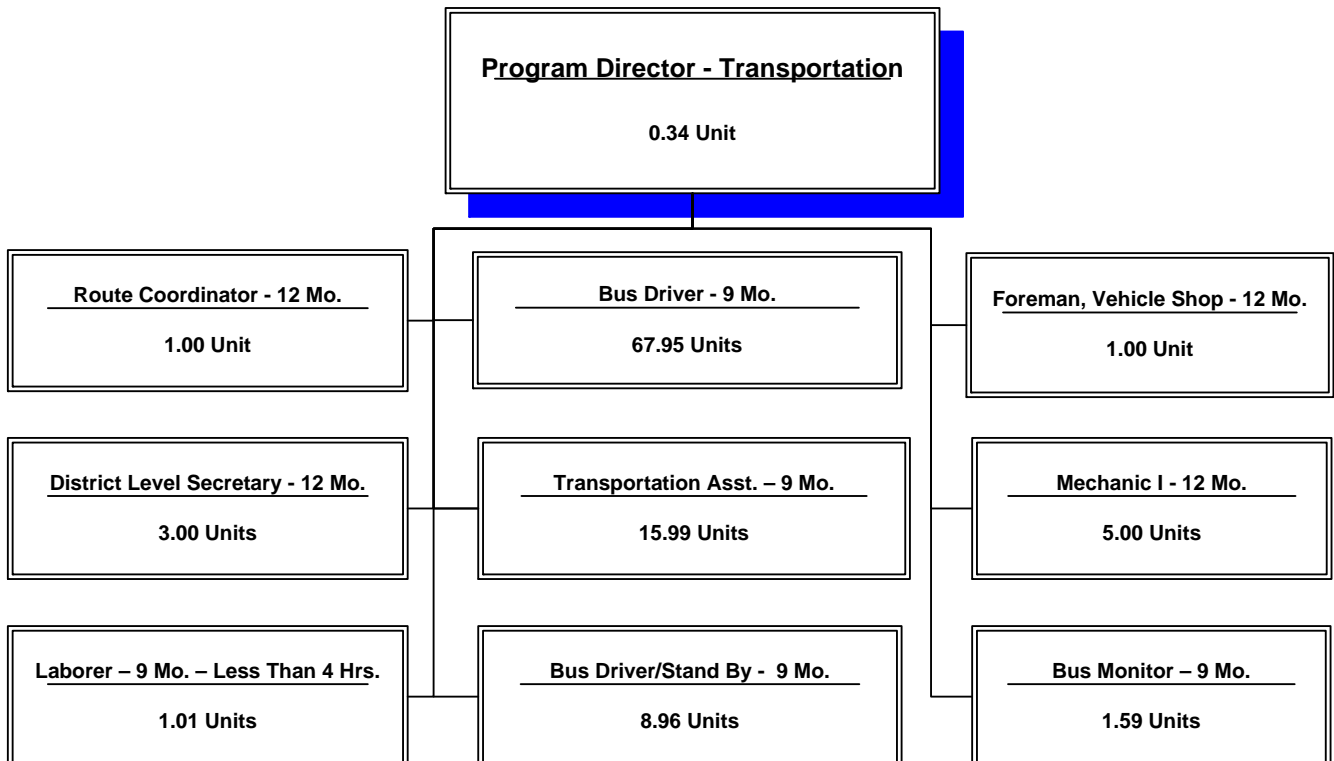 Program Director - Transportation
0.34 Unit
Route Coordinator - 12 Mo.
1.00 Unit
Bus Driver - 9 Mo.
67.95 Units
Foreman, Vehicle Shop - 12 Mo.
1.00 Unit
District Level Secretary - 12 Mo.
3.00 Units
Transportation Asst. – 9 Mo.
15.99 Units
Mechanic I - 12 Mo.
5.00 Units
Laborer – 9 Mo. – Less Than 4 Hrs.
1.01 Units
Bus Driver/Stand By - 9 Mo.
8.96 Units
Bus Monitor – 9 Mo.
1.59 Units